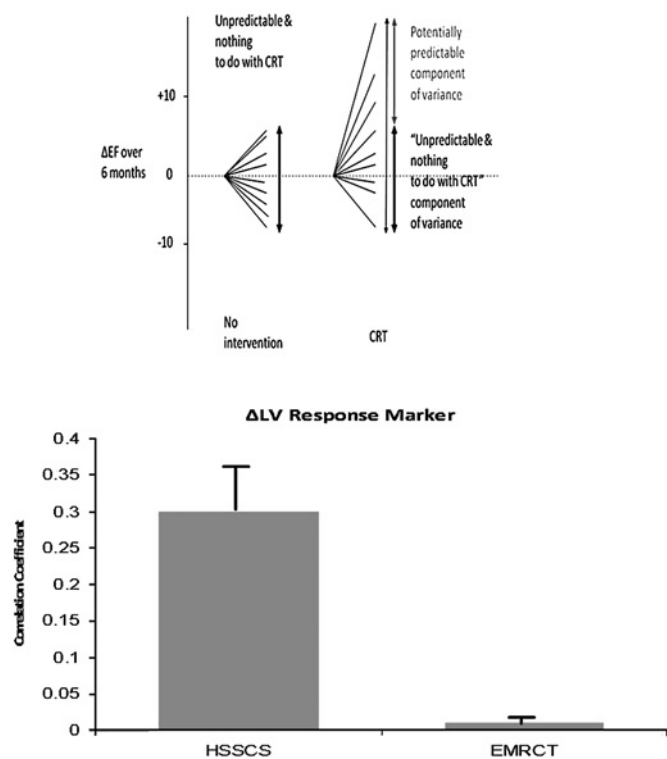 Unpredictable &
nothing
to do with CRT
Potentially
predictable
component
of variance
+10
ΔEF over
6 months
0
"Unpredictable &
nothing
to do with CRT"
component
of variance
-10
No
intervention
CRT
ΔLV Response Marker
Correlation Coefficient
0.4
0.35
0.3
0.25
0.2
0.15
0.1
0.05
0
HSSCS
EMRCT